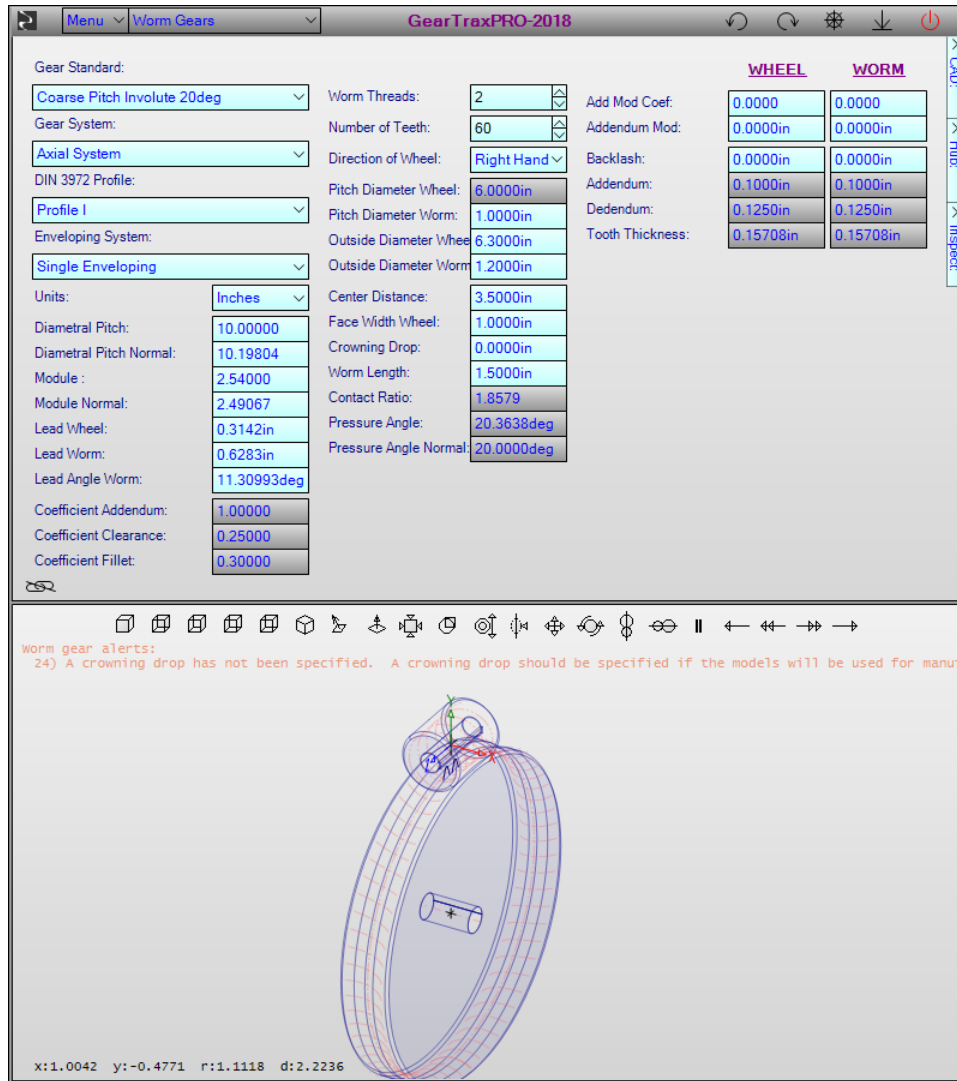 Menu Worm Gears GearTraxPRO-2018
Gear Standard:
Coarse Pitch Involute 20deg
Gear System:
Axial System
DIN 3972 Profile:
Profile I
Enveloping System:
Single Enveloping
Units: Inches
Diametral Pitch: 10.00000
Diametral Pitch Normal: 10.19804
Module : 2.54000
Module Normal: 2.49067
Lead Wheel: 0.3142in
Lead Worm: 0.6283in
Lead Angle Worm: 11.30993deg
Coefficient Addendum: 1.00000
Coefficient Clearance: 0.25000
Coefficient Fillet: 0.30000
Worm Threads: 2
Number of Teeth: 60
Direction of Wheel: Right Hand
Pitch Diameter Wheel: 6.0000in
Pitch Diameter Worm: 1.0000in
Outside Diameter Whee 6.3000in
Outside Diameter Worm 1.2000in
Center Distance: 3.5000in
Face Width Wheel: 1.0000in
Crowning Drop: 0.0000in
Worm Length: 1.5000in
Contact Ratio: 1.8579
Pressure Angle: 20.3638deg
Pressure Angle Normal: 20.0000deg
WHEEL WORM
Add Mod Coef: 0.0000 0.0000
Addendum Mod: 0.0000in 0.0000in
Backlash: 0.0000in 0.0000in
Addendum: 0.1000in 0.1000in
Dedendum: 0.1250in 0.1250in
Tooth Thickness: 0.15708in 0.15708in
CAD:
Hub:
Inspect:
Worm gear alerts:
24) A crowning drop has not been specified. A crowning drop should be specified if the models will be used for manu
Y
X
x:1.0042 y:-0.4771 r:1.1118 d:2.2236